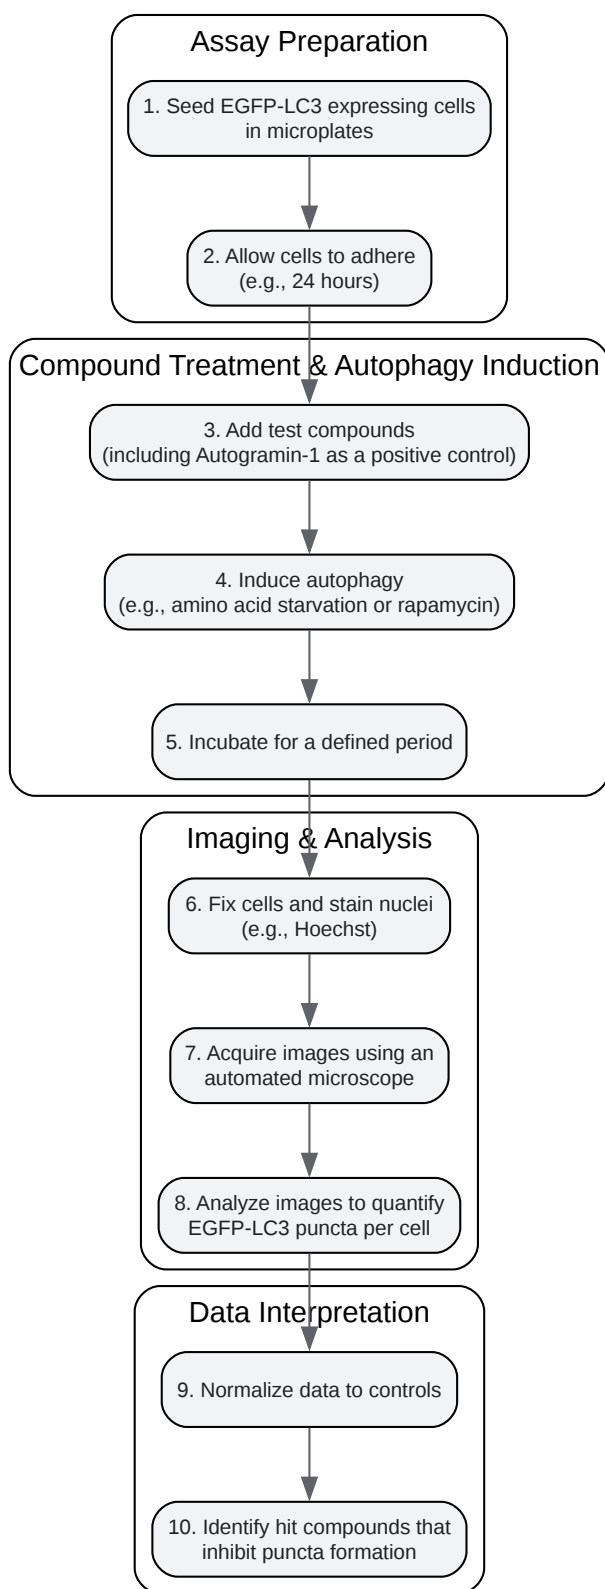 Assay Preparation
1. Seed EGFP-LC3 expressing cells
in microplates
2. Allow cells to adhere
(e.g., 24 hours)
Compound Treatment & Autophagy Induction
3. Add test compounds
(including Autogramin-1 as a positive control)
4. Induce autophagy
(e.g., amino acid starvation or rapamycin)
5. Incubate for a defined period
Imaging & Analysis
6. Fix cells and stain nuclei
(e.g., Hoechst)
7. Acquire images using an
automated microscope
8. Analyze images to quantify
EGFP-LC3 puncta per cell
Data Interpretation
9. Normalize data to controls
10. Identify hit compounds that
inhibit puncta formation